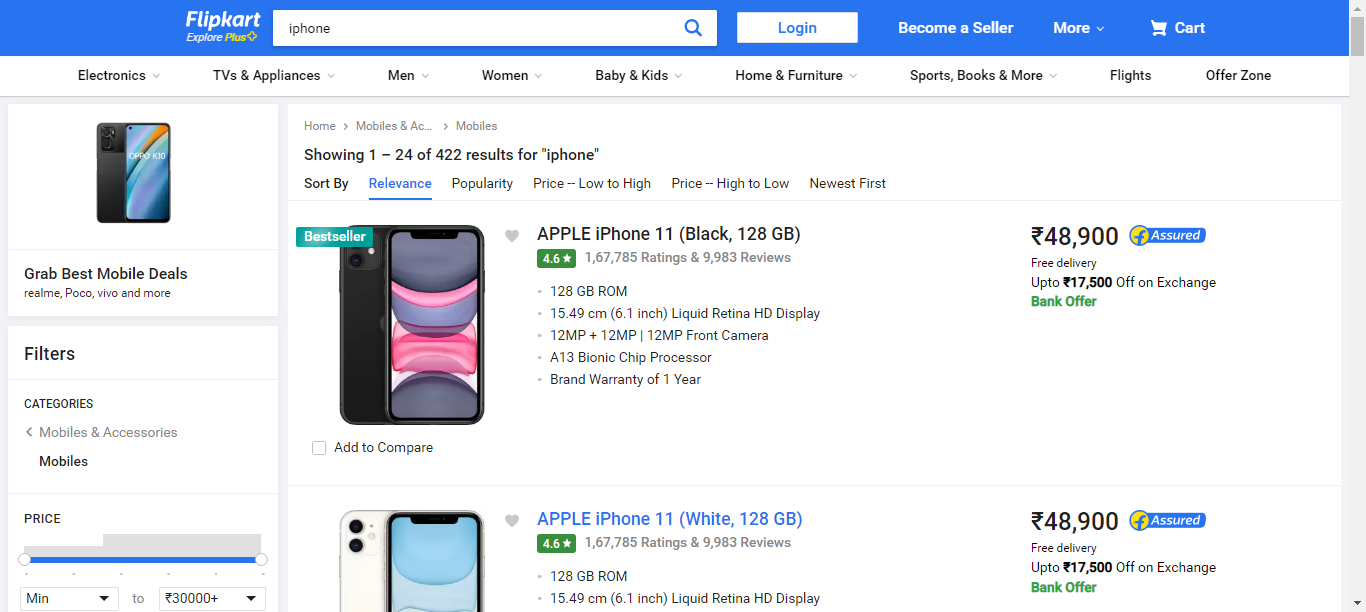 Flipkart
Explore Plus
iphone
Login
Become a Seller
More
Cart
Electronics
TVs & Appliances
Men
Women
Baby & Kids
Home & Furniture
Sports, Books & More
Flights
Offer Zone
OPPO K10
Grab Best Mobile Deals
realme, Poco, vivo and more
Filters
CATEGORIES
Mobiles & Accessories
Mobiles
PRICE
Min to ₹30000+
Home > Mobiles & Ac... > Mobiles
Showing 1 – 24 of 422 results for "iphone"
Sort By Relevance Popularity Price -- Low to High Price -- High to Low Newest First
Bestseller
APPLE iPhone 11 (Black, 128 GB)
4.6★ 1,67,785 Ratings & 9,983 Reviews
128 GB ROM
15.49 cm (6.1 inch) Liquid Retina HD Display
12MP + 12MP | 12MP Front Camera
A13 Bionic Chip Processor
Brand Warranty of 1 Year
₹48,900 Assured
Free delivery
Upto ₹17,500 Off on Exchange
Bank Offer
Add to Compare
APPLE iPhone 11 (White, 128 GB)
4.6★ 1,67,785 Ratings & 9,983 Reviews
128 GB ROM
15.49 cm (6.1 inch) Liquid Retina HD Display
₹48,900 Assured
Free delivery
Upto ₹17,500 Off on Exchange
Bank Offer